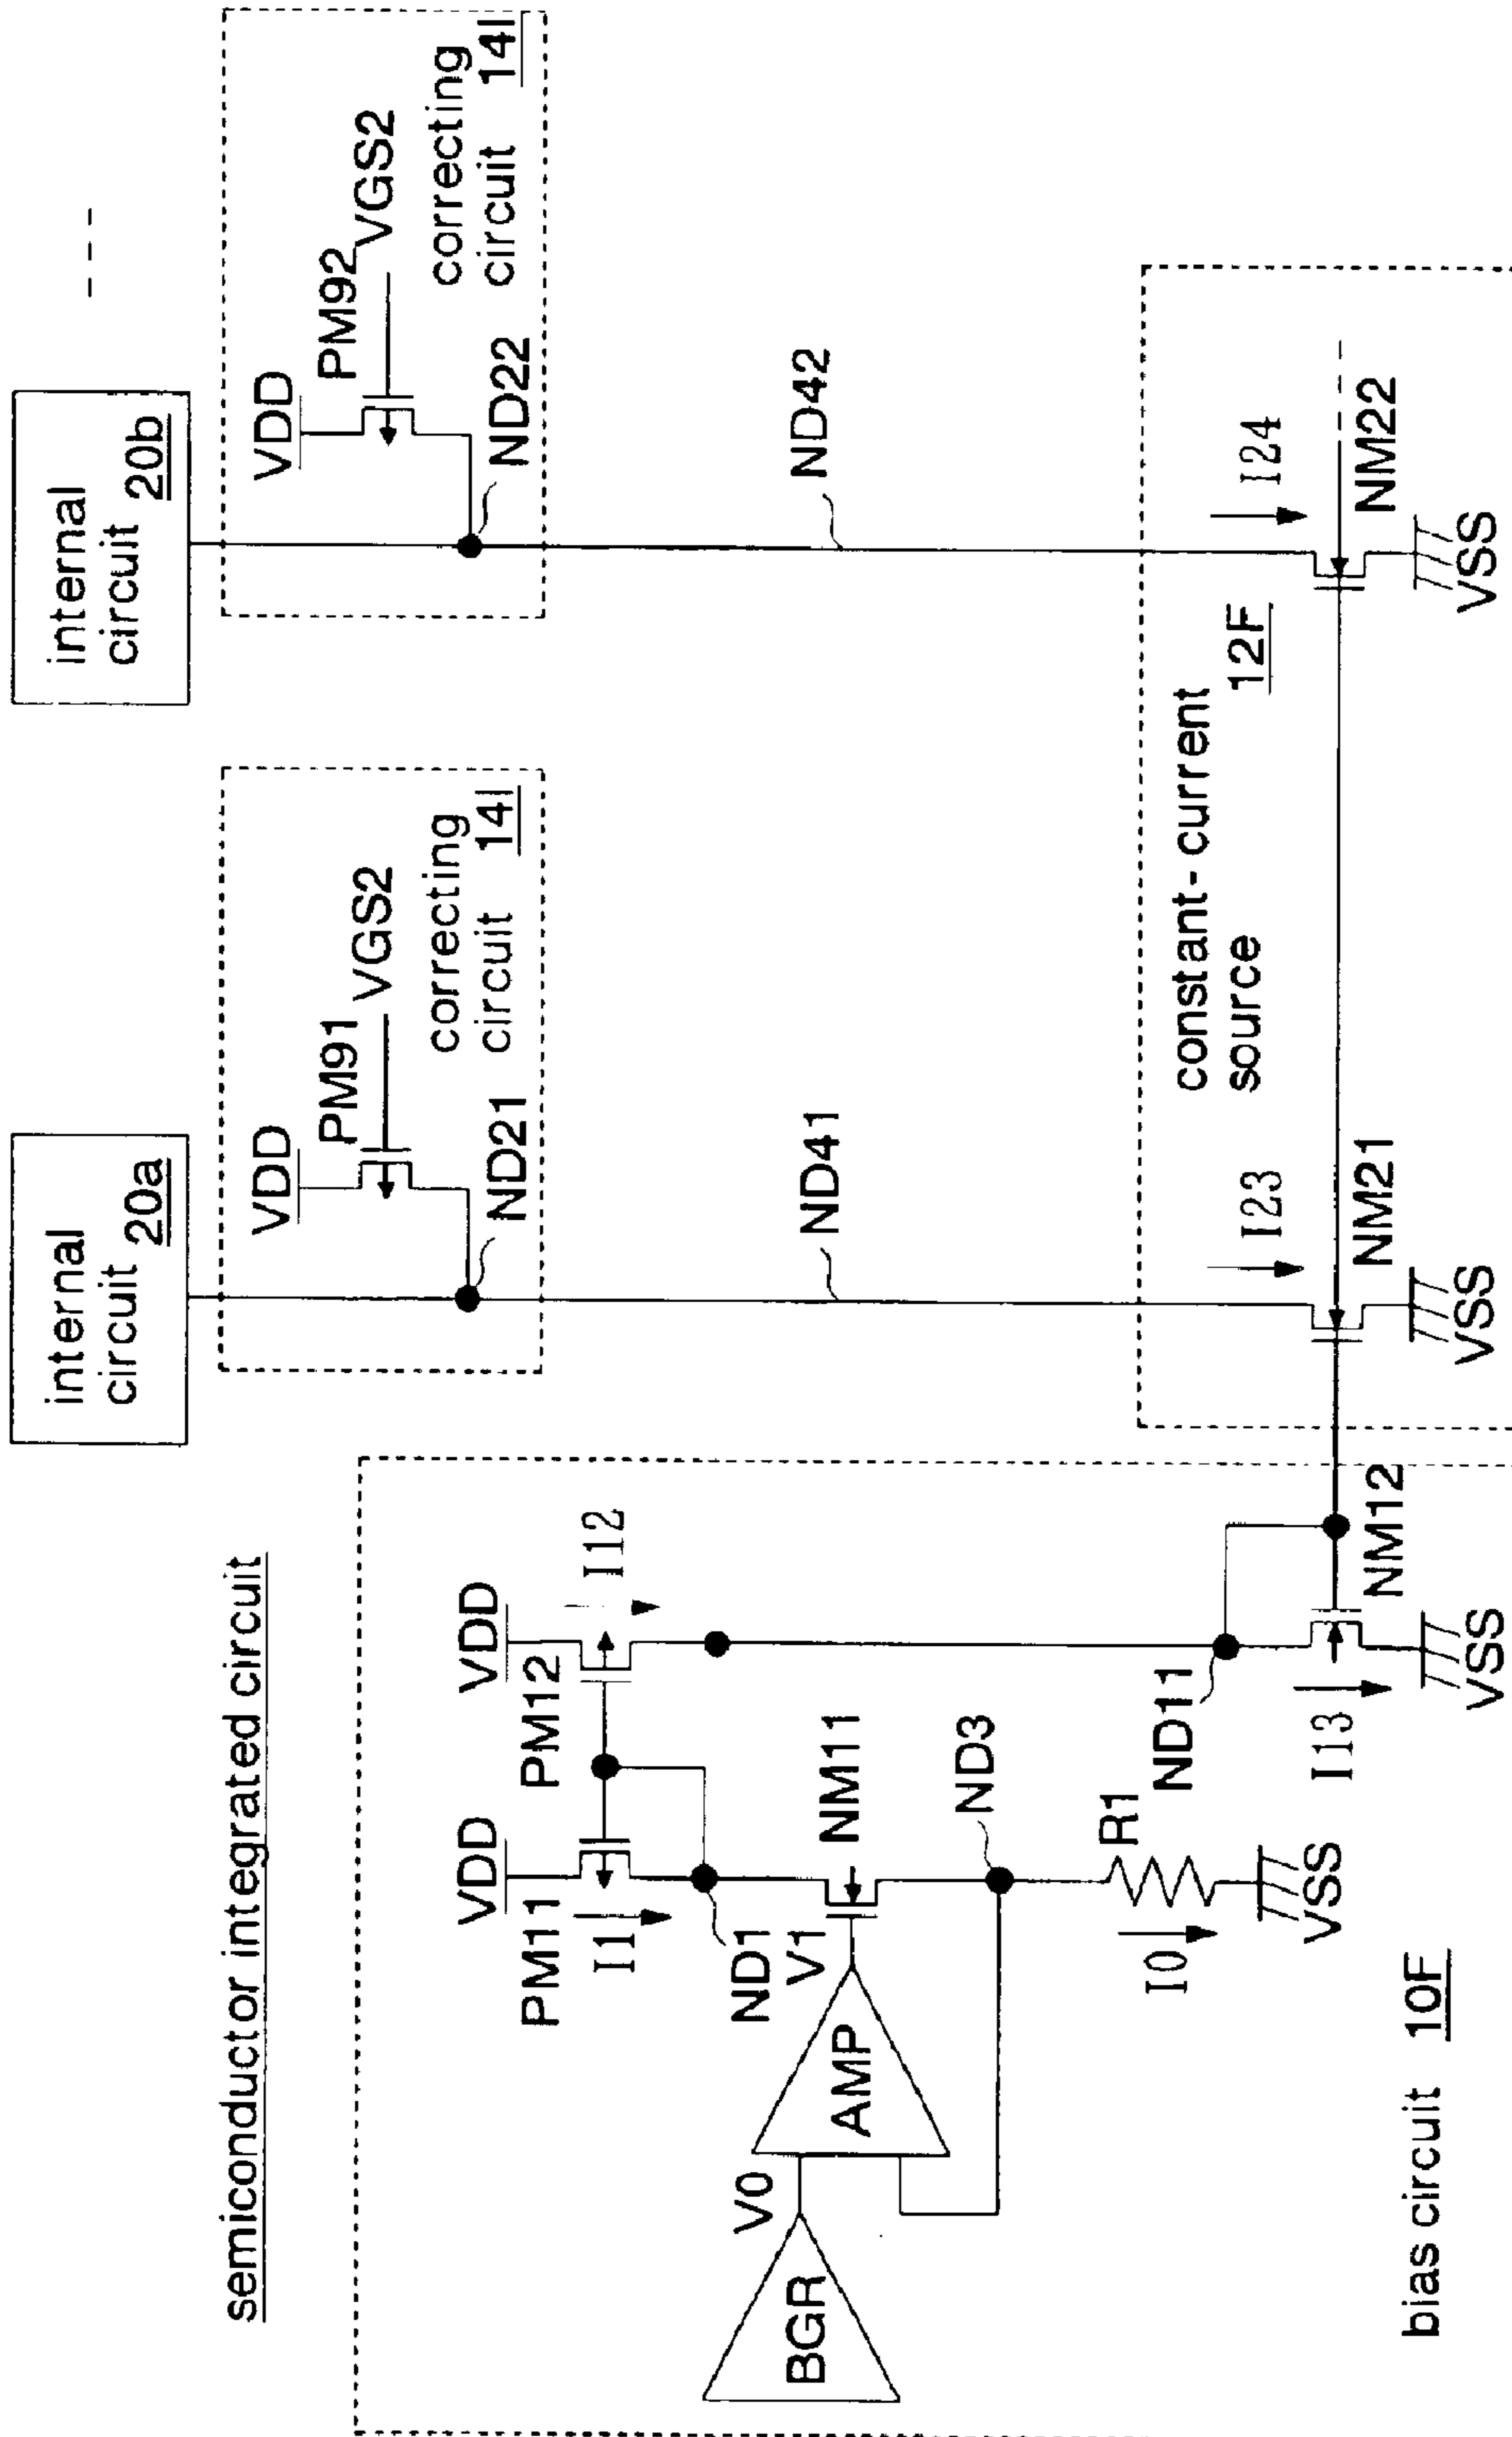 semiconductor integrated circuit
internal
circuit 20a
internal
circuit 20b
VDD
PM91
VGS2
correcting
circuit 14I
ND21
VDD
PM92
VGS2
correcting
circuit 14I
ND22
VDD
PM11
I1
VDD
PM12
I12
ND1
V1
NM11
BGR
V0
AMP
ND3
R1
I0
VSS
ND11
I13
NM12
VSS
ND41
ND42
constant-current
source 12F
I23
NM21
VSS
I24
NM22
VSS
bias circuit 10F